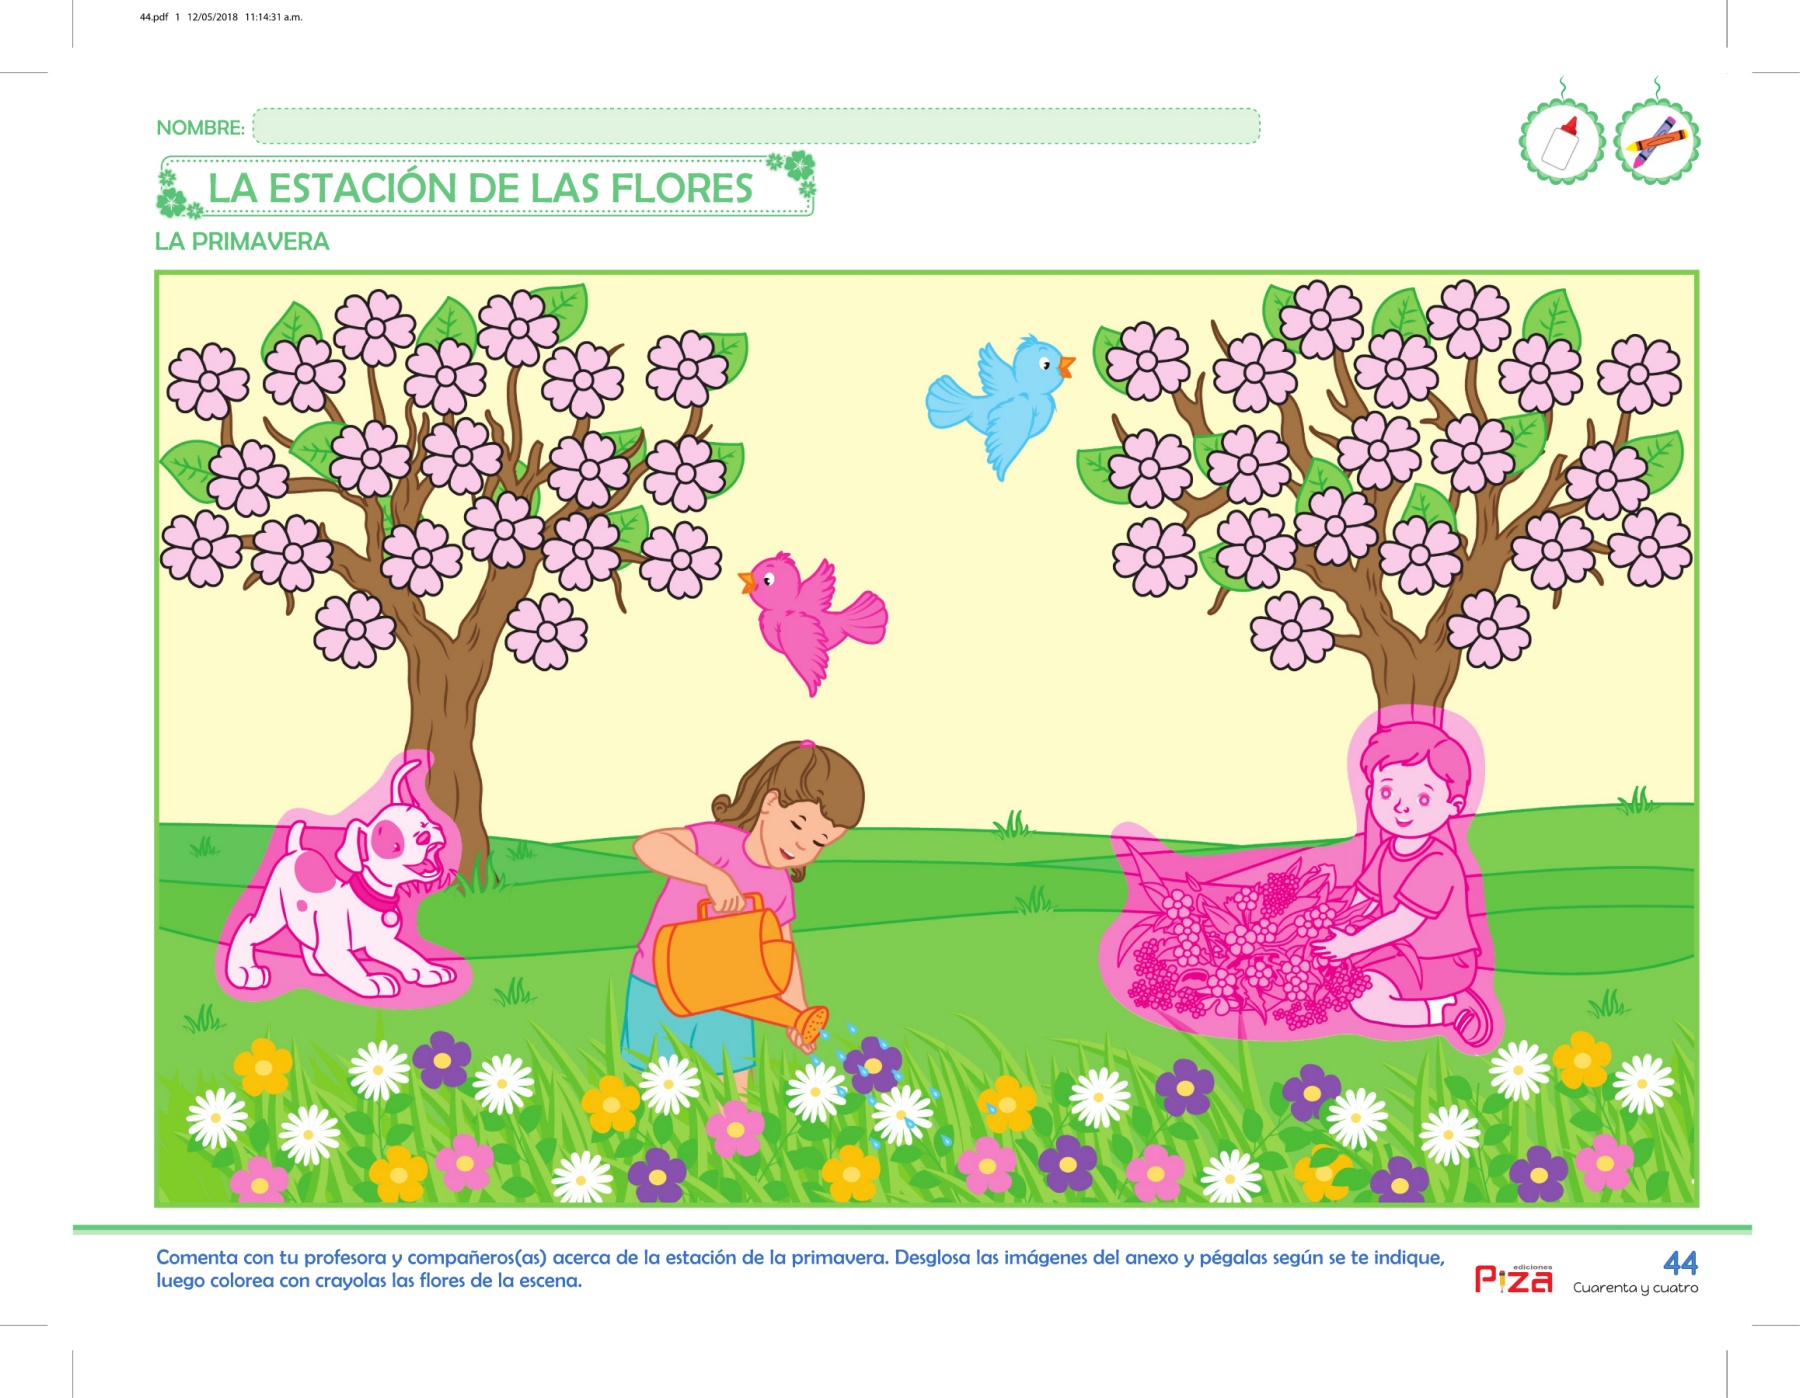 44.pdf 1 12/05/2018 11:14:31 a.m.
NOMBRE:
LA ESTACIÓN DE LAS FLORES
LA PRIMAVERA
Comenta con tu profesora y compañeros(as) acerca de la estación de la primavera. Desglosa las imágenes del anexo y pégalas según se te indique,
luego colorea con crayolas las flores de la escena.
ediciones
Piza
44
Cuarenta y cuatro